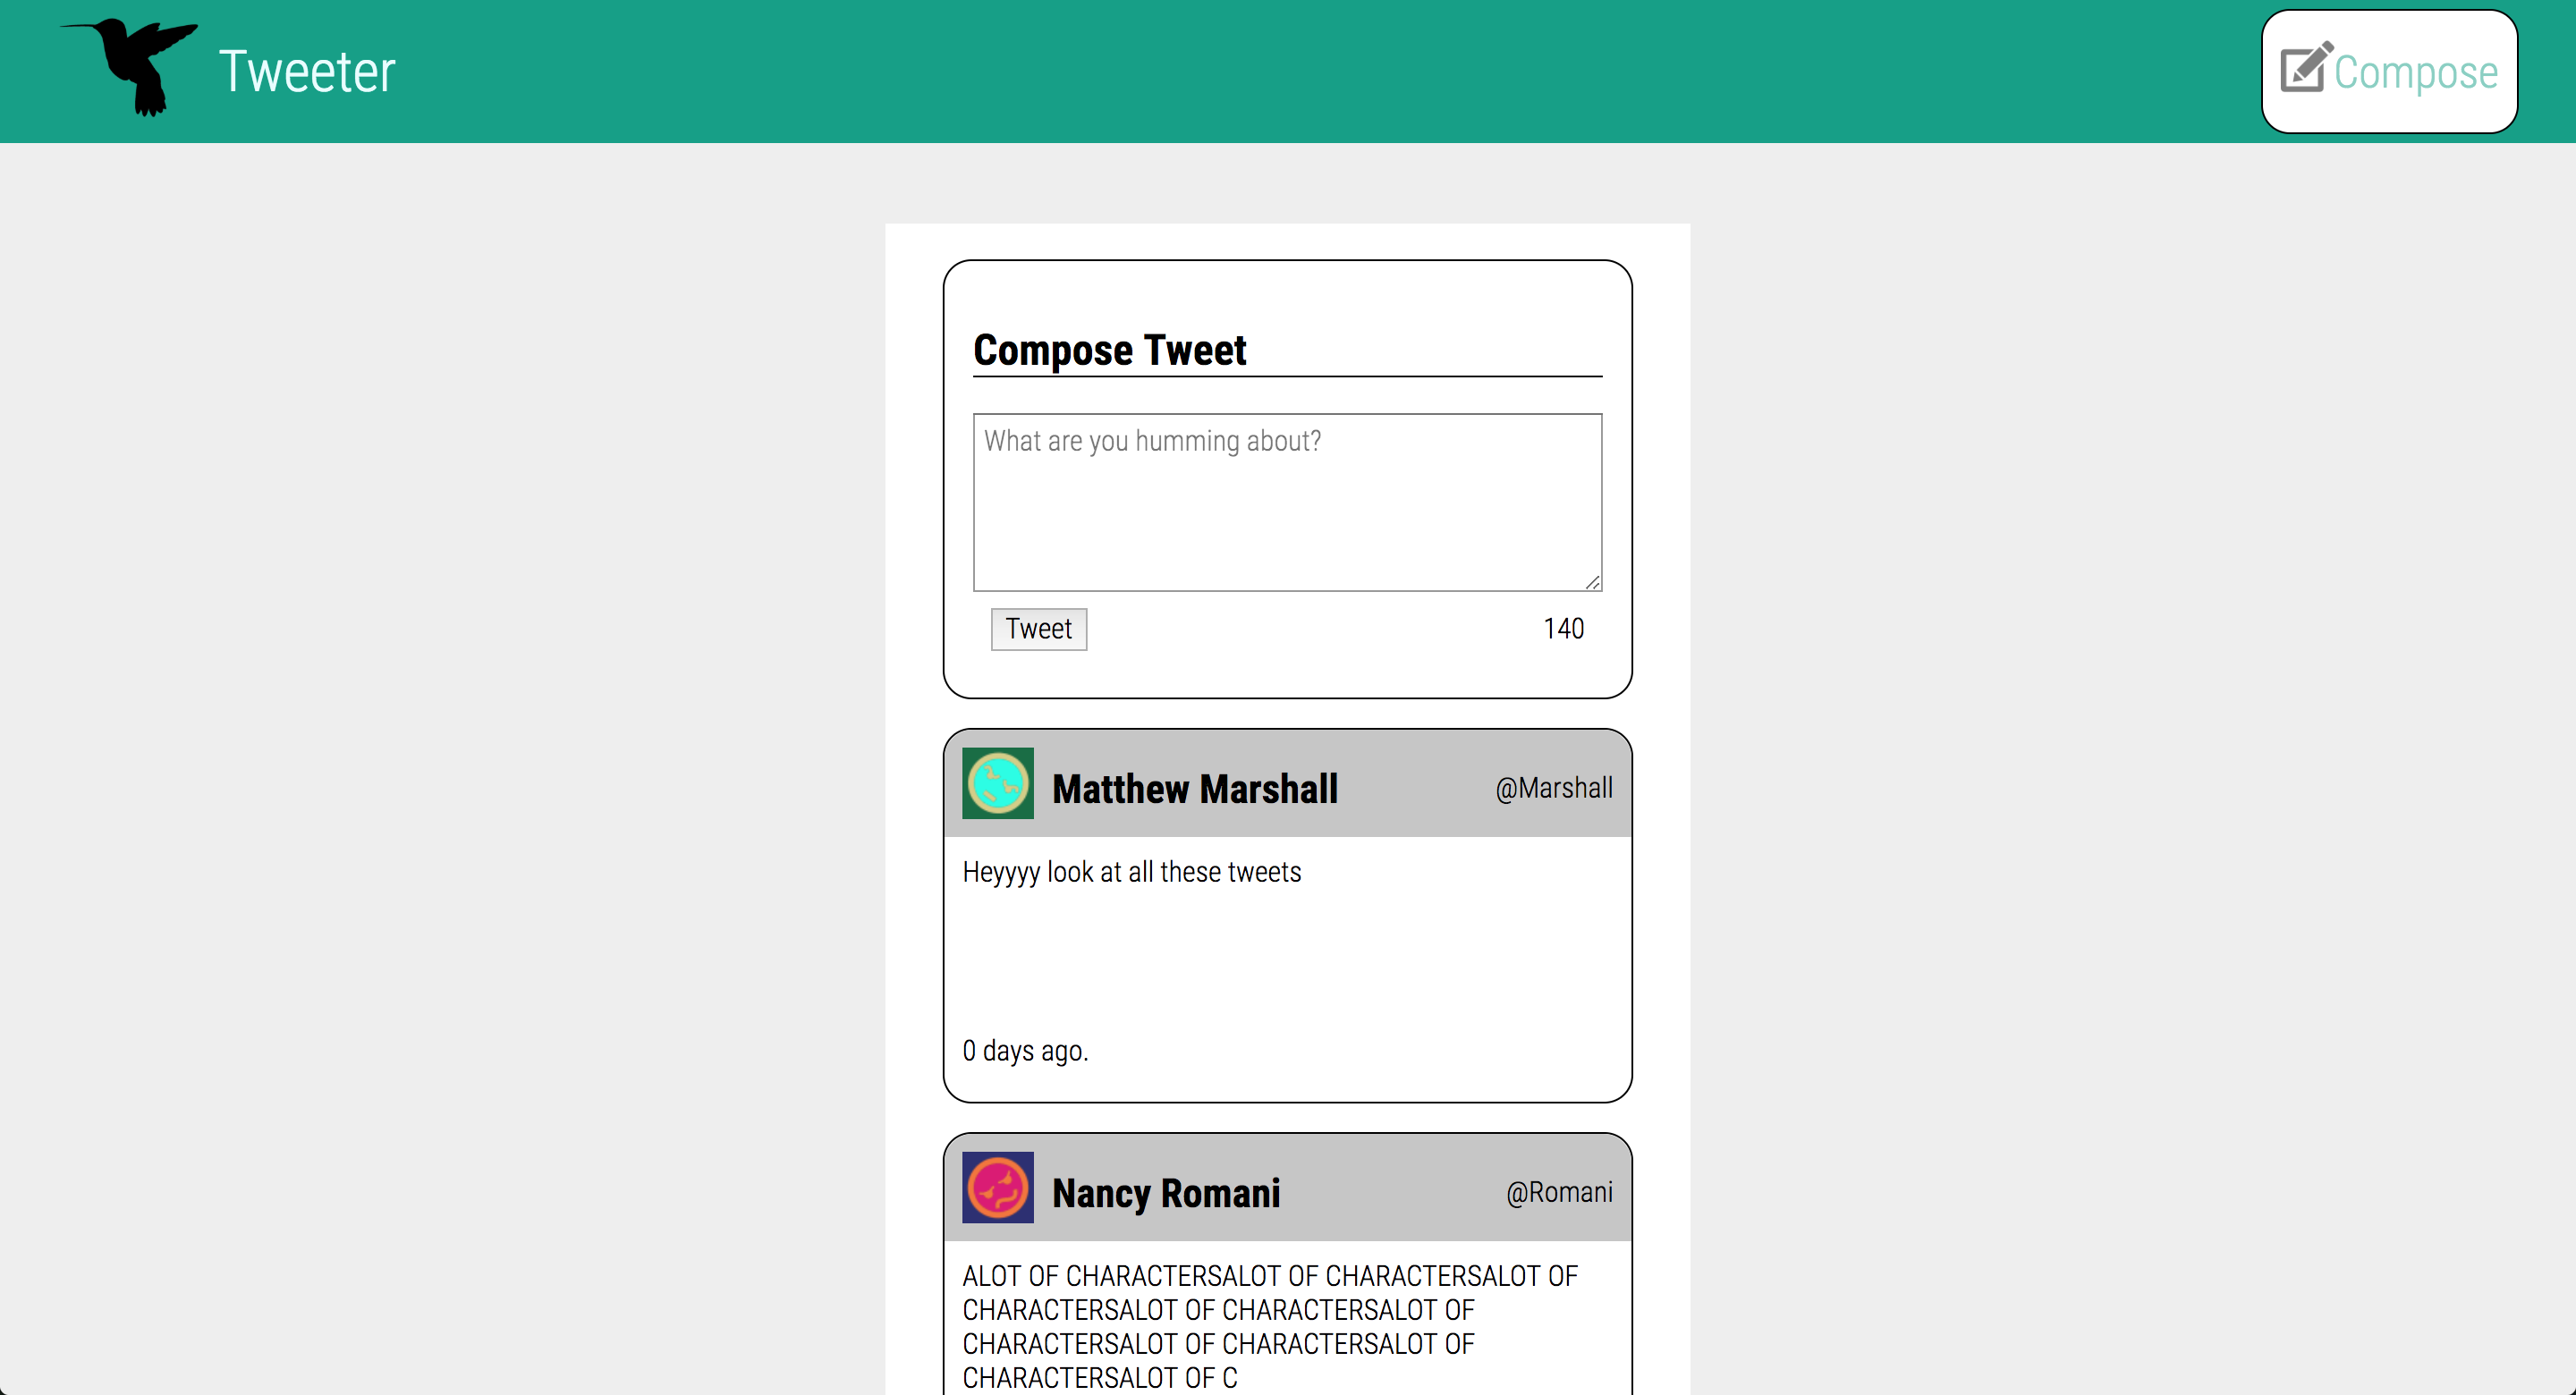 Tweeter
Compose
Compose Tweet
What are you humming about?
Tweet
140
Matthew Marshall
@Marshall
Heyyyy look at all these tweets
0 days ago.
Nancy Romani
@Romani
ALOT OF CHARACTERSALOT OF CHARACTERSALOT OF
CHARACTERSALOT OF CHARACTERSALOT OF
CHARACTERSALOT OF CHARACTERSALOT OF
CHARACTERSALOT OF C